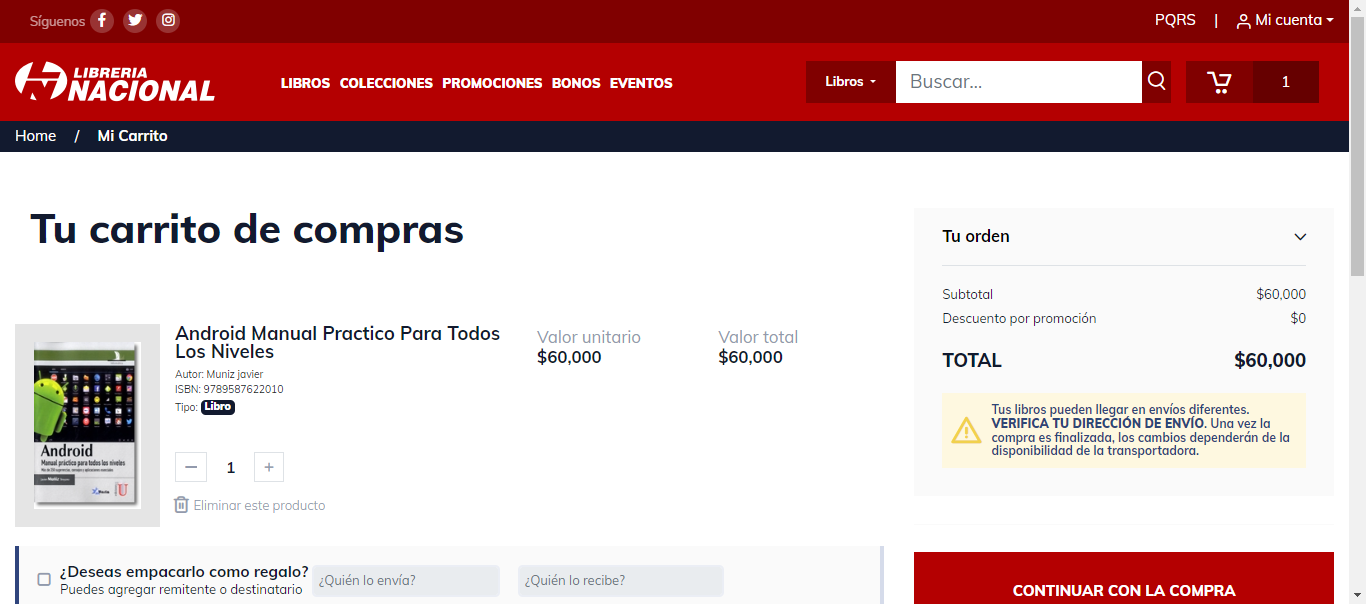 Síguenos
PQRS | Mi cuenta
LIBRERIA
NACIONAL
LIBROS COLECCIONES PROMOCIONES BONOS EVENTOS
Libros
Buscar...
1
Home / Mi Carrito
Tu carrito de compras
Android Manual Practico Para Todos
Los Niveles
Autor: Muniz javier
ISBN: 9789587622010
Tipo: Libro
Valor unitario
$60,000
Valor total
$60,000
Android
Manual práctico para todos los niveles
— 1 +
Eliminar este producto
¿Deseas empacarlo como regalo?
Puedes agregar remitente o destinatario
¿Quién lo envía?
¿Quién lo recibe?
Tu orden
Subtotal $60,000
Descuento por promoción $0
TOTAL $60,000
Tus libros pueden llegar en envíos diferentes.
VERIFICA TU DIRECCIÓN DE ENVÍO. Una vez la
compra es finalizada, los cambios dependerán de la
disponibilidad de la transportadora.
CONTINUAR CON LA COMPRA